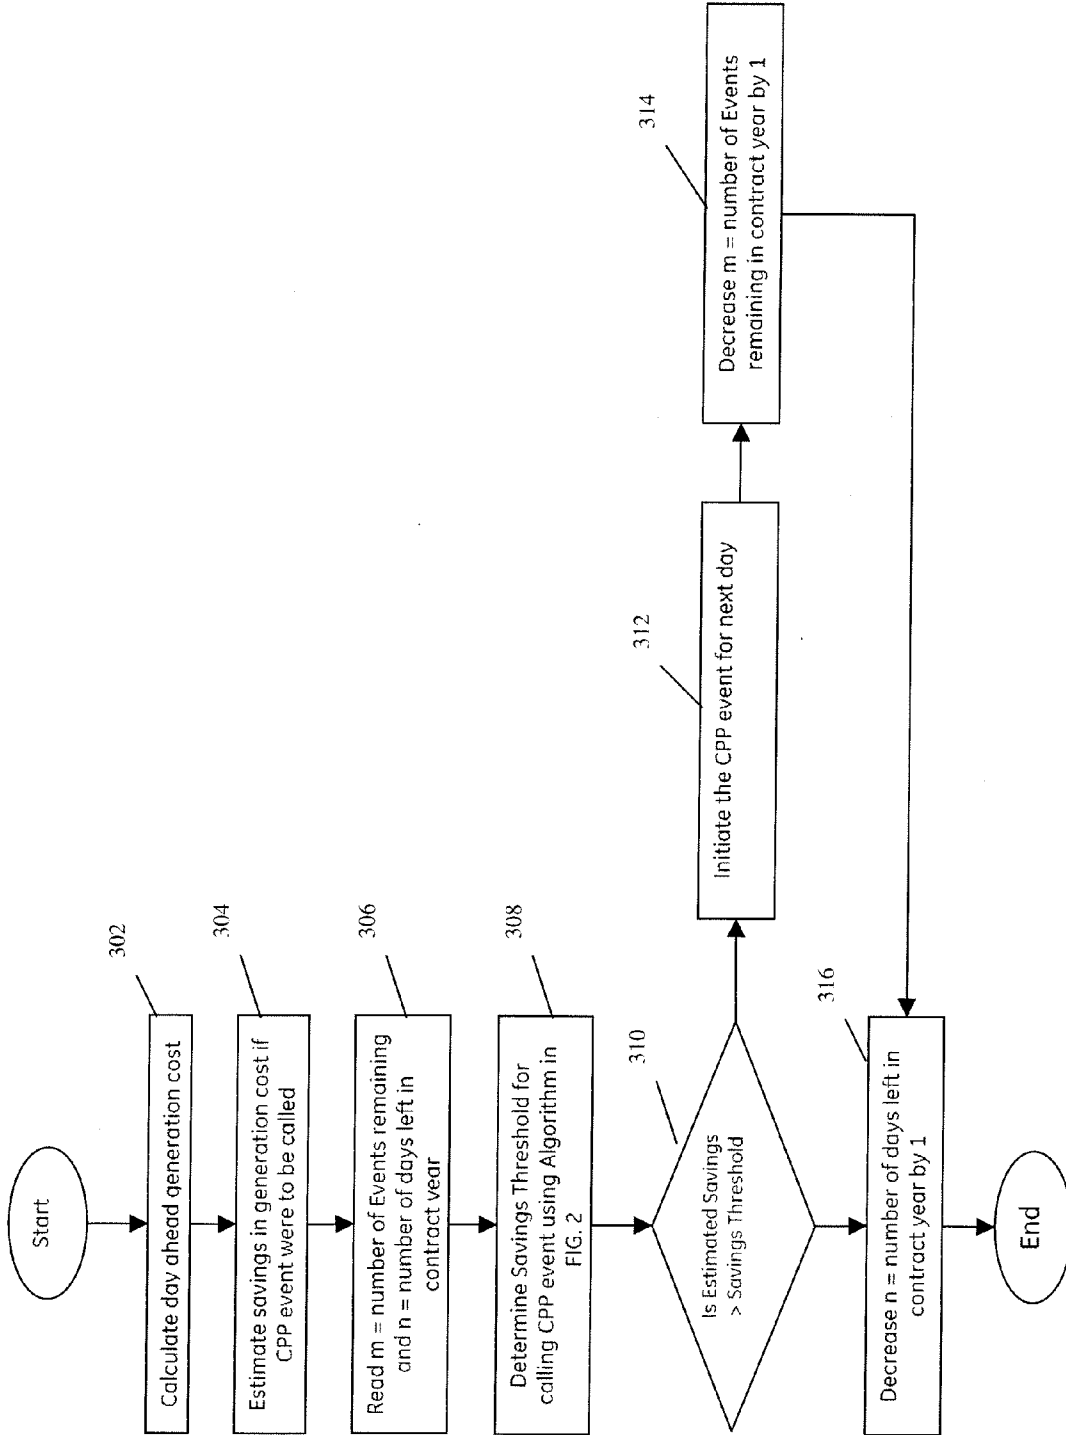 Start
302
Calculate day ahead generation cost
304
Estimate savings in generation cost if
CPP event were to be called
306
Read m = number of Events remaining
and n = number of days left in
contract year
308
Determine Savings Threshold for
calling CPP event using Algorithm in
FIG. 2
310
Is Estimated Savings
> Savings Threshold
312
Initiate the CPP event for next day
314
Decrease m = number of Events
remaining in contract year by 1
316
Decrease n = number of days left in
contract year by 1
End